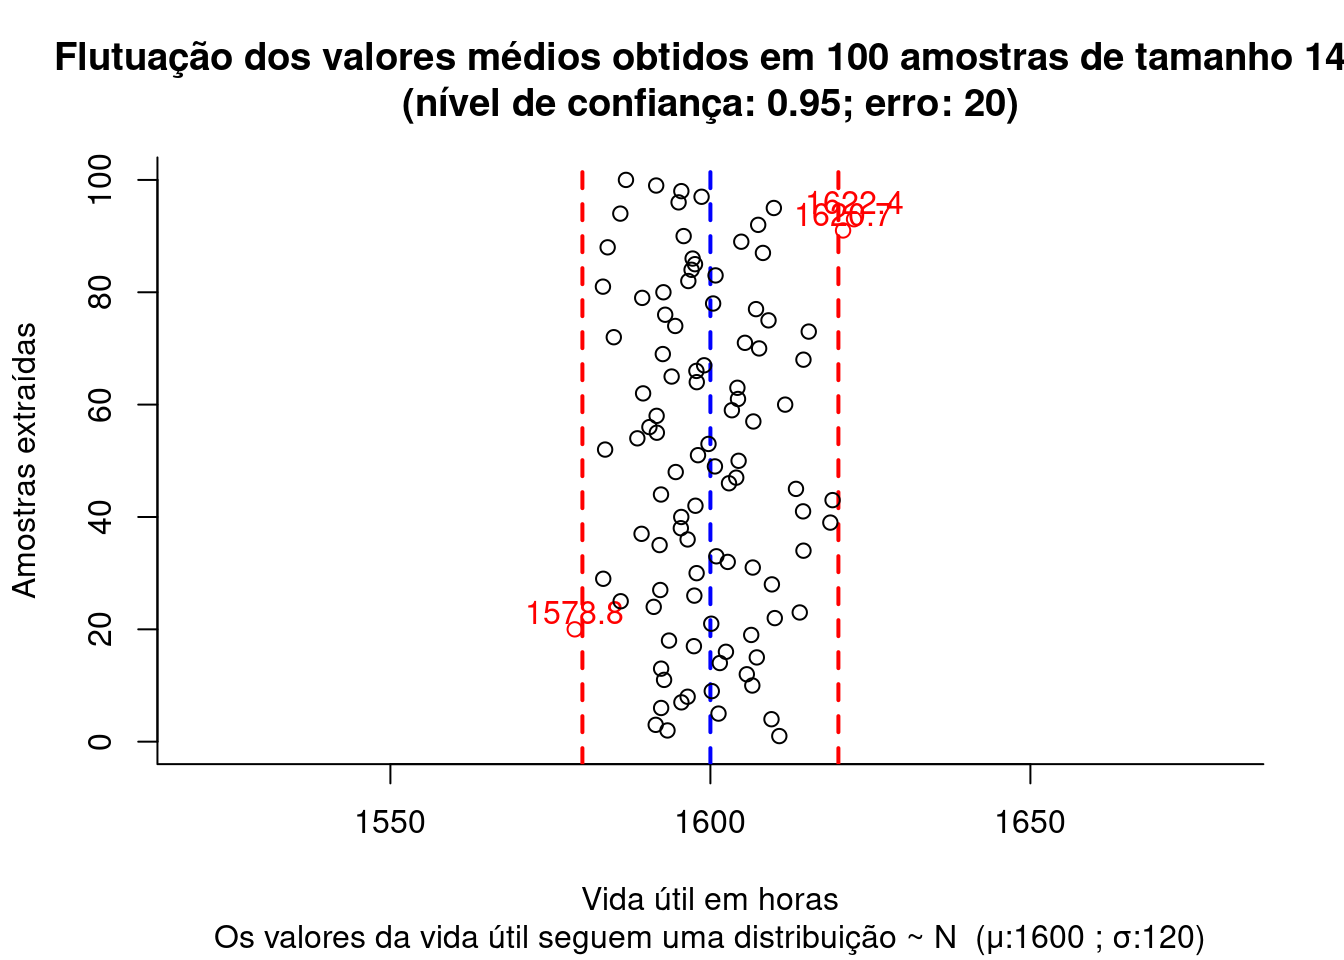 Flutuação dos valores médios obtidos em 100 amostras de tamanho 14
(nível de confiança: 0.95; erro: 20)
Amostras extraídas
100
80
60
40
20
0
1622.4
1620.7
1578.8
1550
1600
1650
Vida útil em horas
Os valores da vida útil seguem uma distribuição ~ N (μ:1600 ; σ:120)